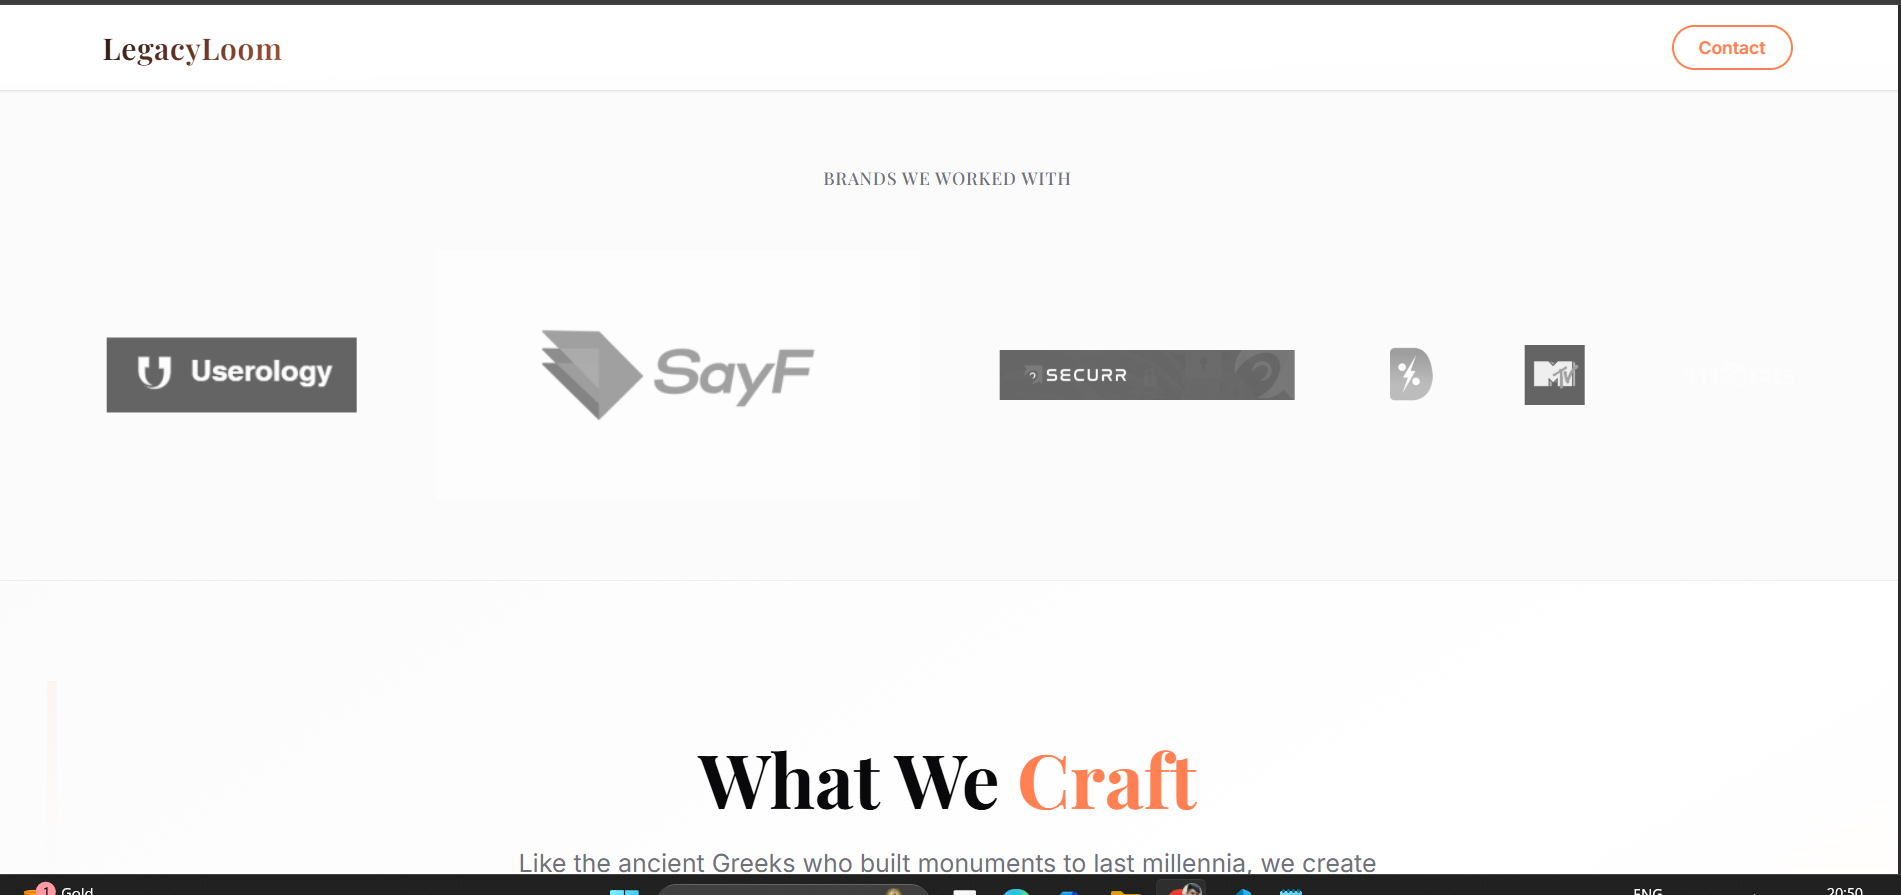 LegacyLoom
Contact
BRANDS WE WORKED WITH
Userology
SayF
SECURR
MTV
What We Craft
Like the ancient Greeks who built monuments to last millennia, we create
1
Gold
ENG
20:50